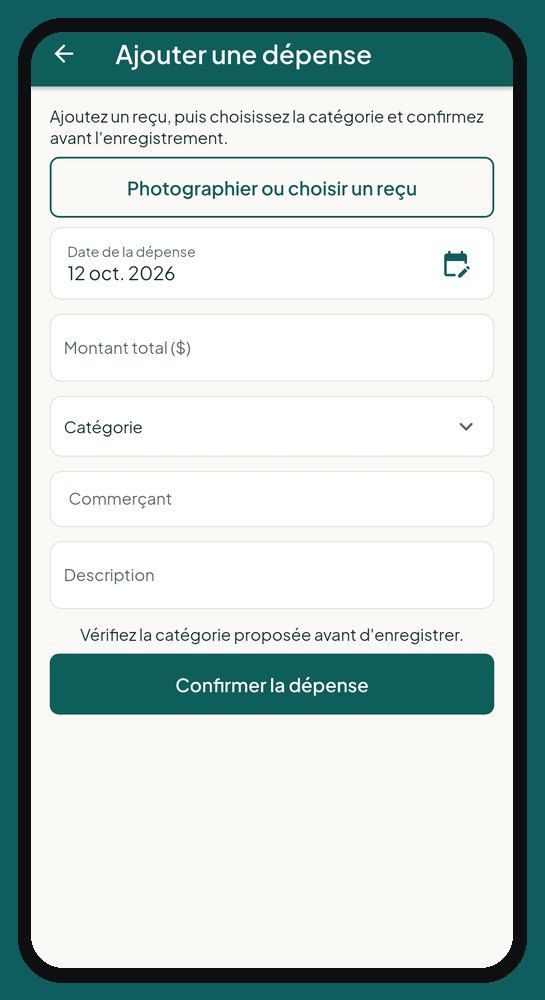 Ajouter une dépense
Ajoutez un reçu, puis choisissez la catégorie et confirmez
avant l'enregistrement.
Photographier ou choisir un reçu
Date de la dépense
12 oct. 2026
Montant total ($)
Catégorie
Commerçant
Description
Vérifiez la catégorie proposée avant d'enregistrer.
Confirmer la dépense